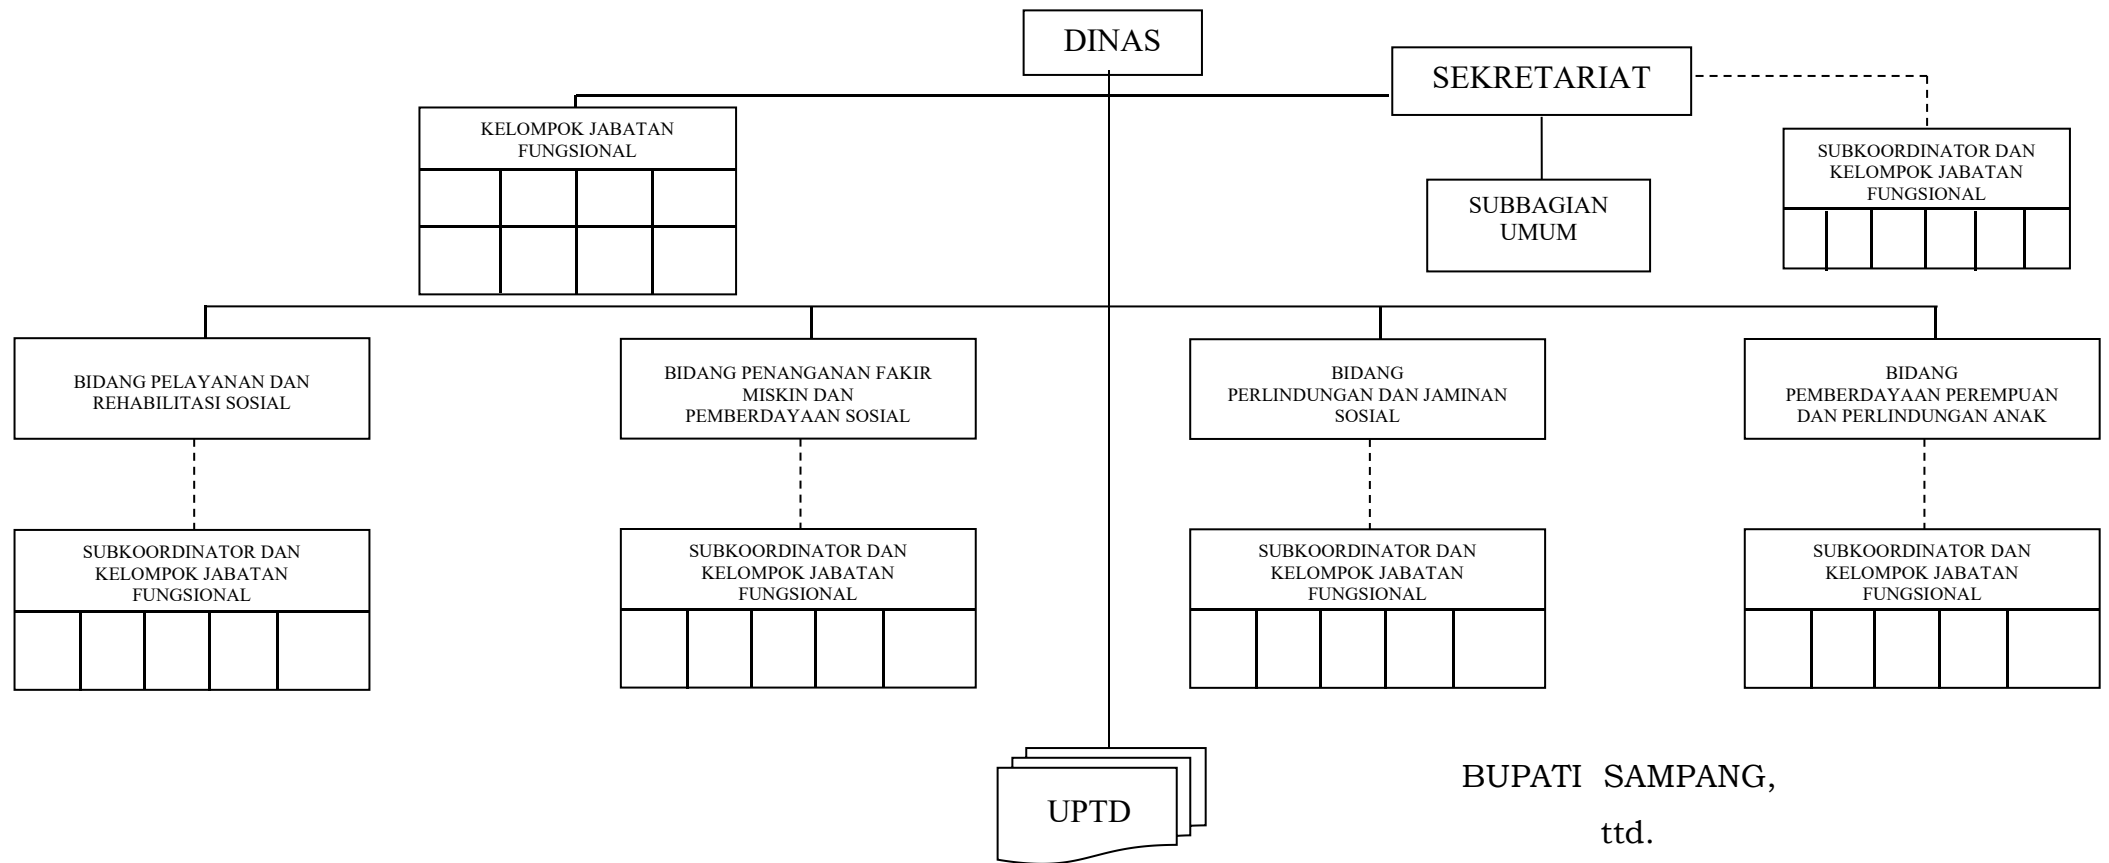 DINAS
SEKRETARIAT
KELOMPOK JABATAN
FUNGSIONAL
SUBKOORDINATOR DAN
KELOMPOK JABATAN
FUNGSIONAL
SUBBAGIAN
UMUM
BIDANG PELAYANAN DAN
REHABILITASI SOSIAL
BIDANG PENANGANAN FAKIR
MISKIN DAN
PEMBERDAYAAN SOSIAL
BIDANG
PERLINDUNGAN DAN JAMINAN
SOSIAL
BIDANG
PEMBERDAYAAN PEREMPUAN
DAN PERLINDUNGAN ANAK
SUBKOORDINATOR DAN
KELOMPOK JABATAN
FUNGSIONAL
SUBKOORDINATOR DAN
KELOMPOK JABATAN
FUNGSIONAL
SUBKOORDINATOR DAN
KELOMPOK JABATAN
FUNGSIONAL
SUBKOORDINATOR DAN
KELOMPOK JABATAN
FUNGSIONAL
UPTD
BUPATI SAMPANG,
ttd.